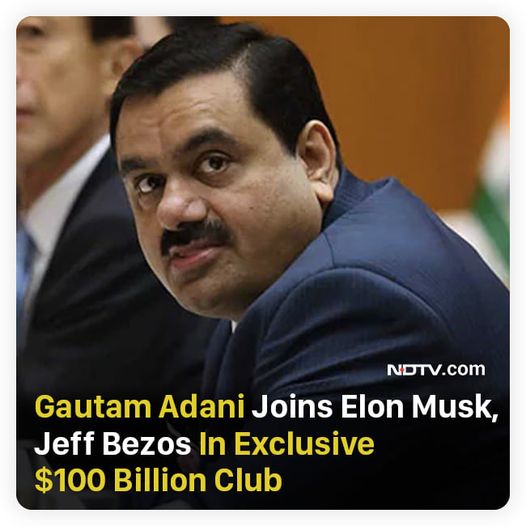 NDTV.com
Gautam Adani Joins Elon Musk,
Jeff Bezos In Exclusive
$100 Billion Club